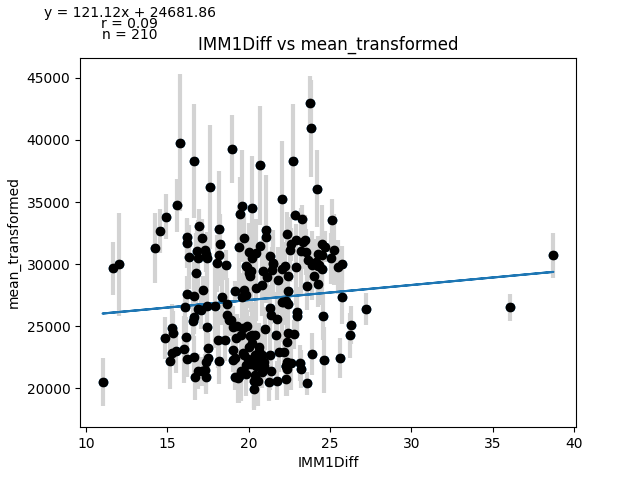 y = 121.12x + 24681.86
r = 0.09
n = 210
IMM1Diff vs mean_transformed
45000
40000
35000
30000
25000
20000
mean_transformed
10 15 20 25 30 35 40
IMM1Diff